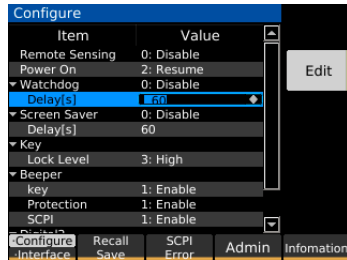 Configure
Item Value
Remote Sensing 0: Disable
Power On 2: Resume
Edit
Watchdog 0: Disable
Delay[s] 60
Screen Saver 0: Disable
Delay[s] 60
Key
Lock Level 3: High
Beeper
key 1: Enable
Protection 1: Enable
SCPI 1: Enable
·Configure Recall SCPI Admin Infomation
·Interface Save Error